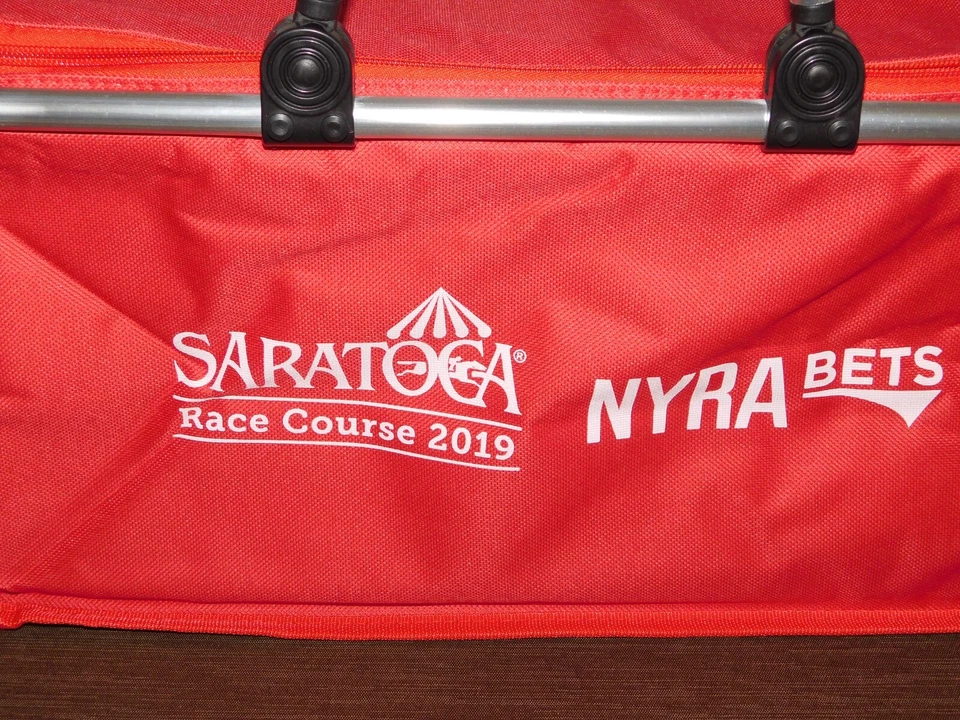 SARATOGA®
Race Course 2019
NYRA BETS